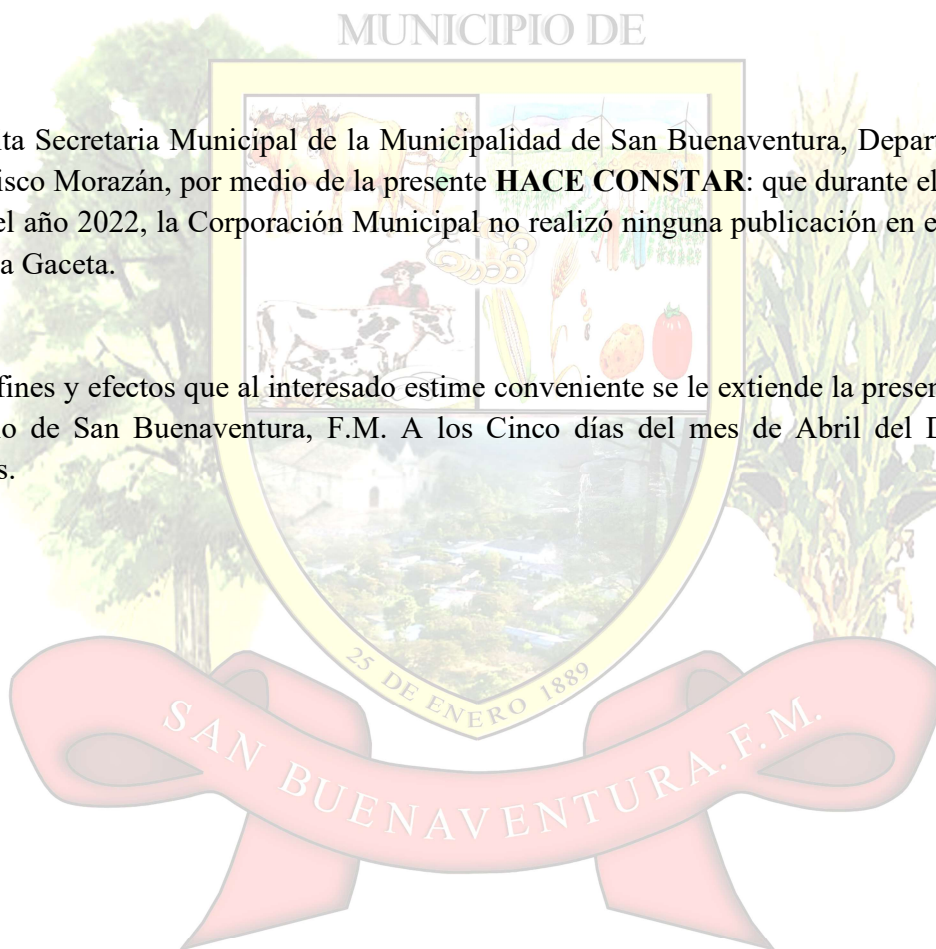 MUNICIPIO DE
ta Secretaria Municipal de la Municipalidad de San Buenaventura, Depart
isco Morazán, por medio de la presente HACE CONSTAR: que durante el
el año 2022, la Corporación Municipal no realizó ninguna publicación en e
a Gaceta.
fines y efectos que al interesado estime conveniente se le extiende la presen
o de San Buenaventura, F.M. A los Cinco días del mes de Abril del D
s.
25 DE ENERO 1889
SAN BUENAVENTURA. F. M.